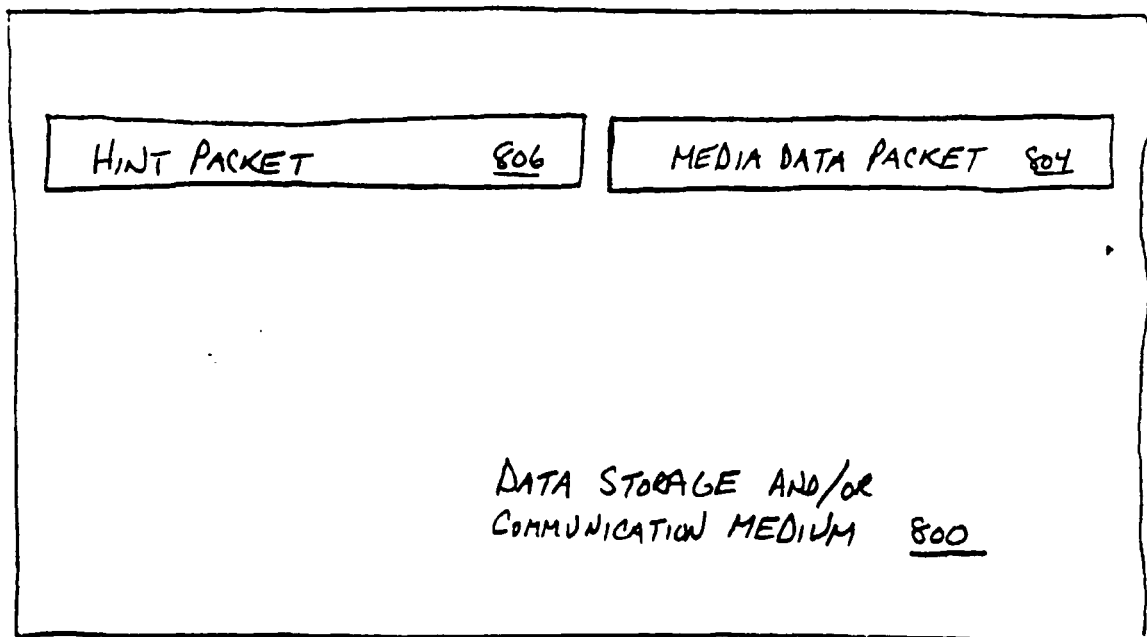 HINT PACKET 806
MEDIA DATA PACKET 804
DATA STORAGE AND/OR
COMMUNICATION MEDIUM 800